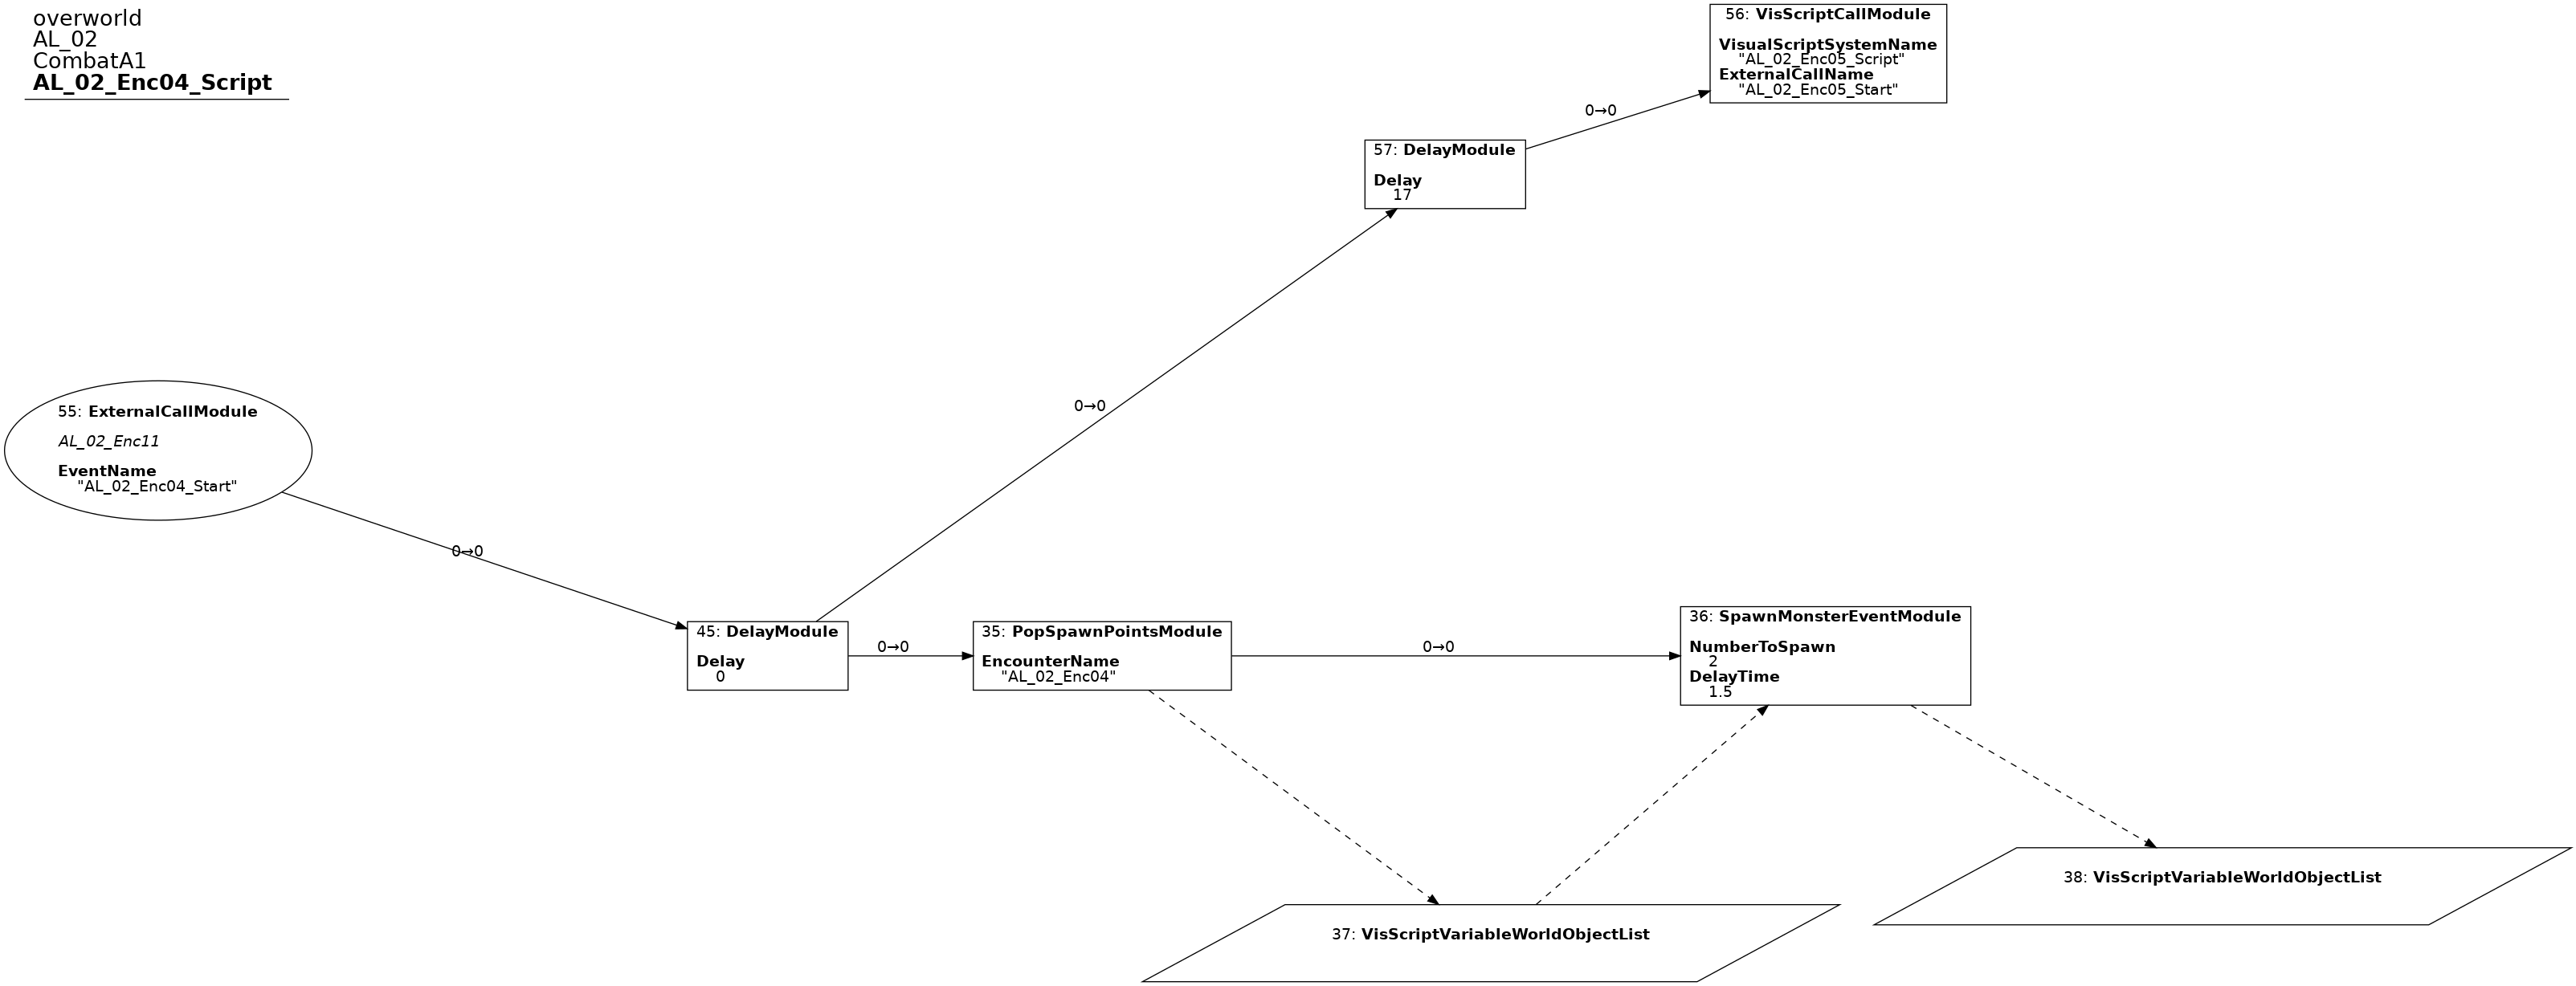 overworld
AL_02
CombatA1
AL_02_Enc04_Script
56: VisScriptCallModule
VisualScriptSystemName
"AL_02_Enc05_Script"
ExternalCallName
"AL_02_Enc05_Start"
0→0
57: DelayModule
Delay
17
0→0
55: ExternalCallModule
AL_02_Enc11
EventName
"AL_02_Enc04_Start"
0→0
45: DelayModule
Delay
0
0→0
35: PopSpawnPointsModule
EncounterName
"AL_02_Enc04"
0→0
36: SpawnMonsterEventModule
NumberToSpawn
2
DelayTime
1.5
38: VisScriptVariableWorldObjectList
37: VisScriptVariableWorldObjectList